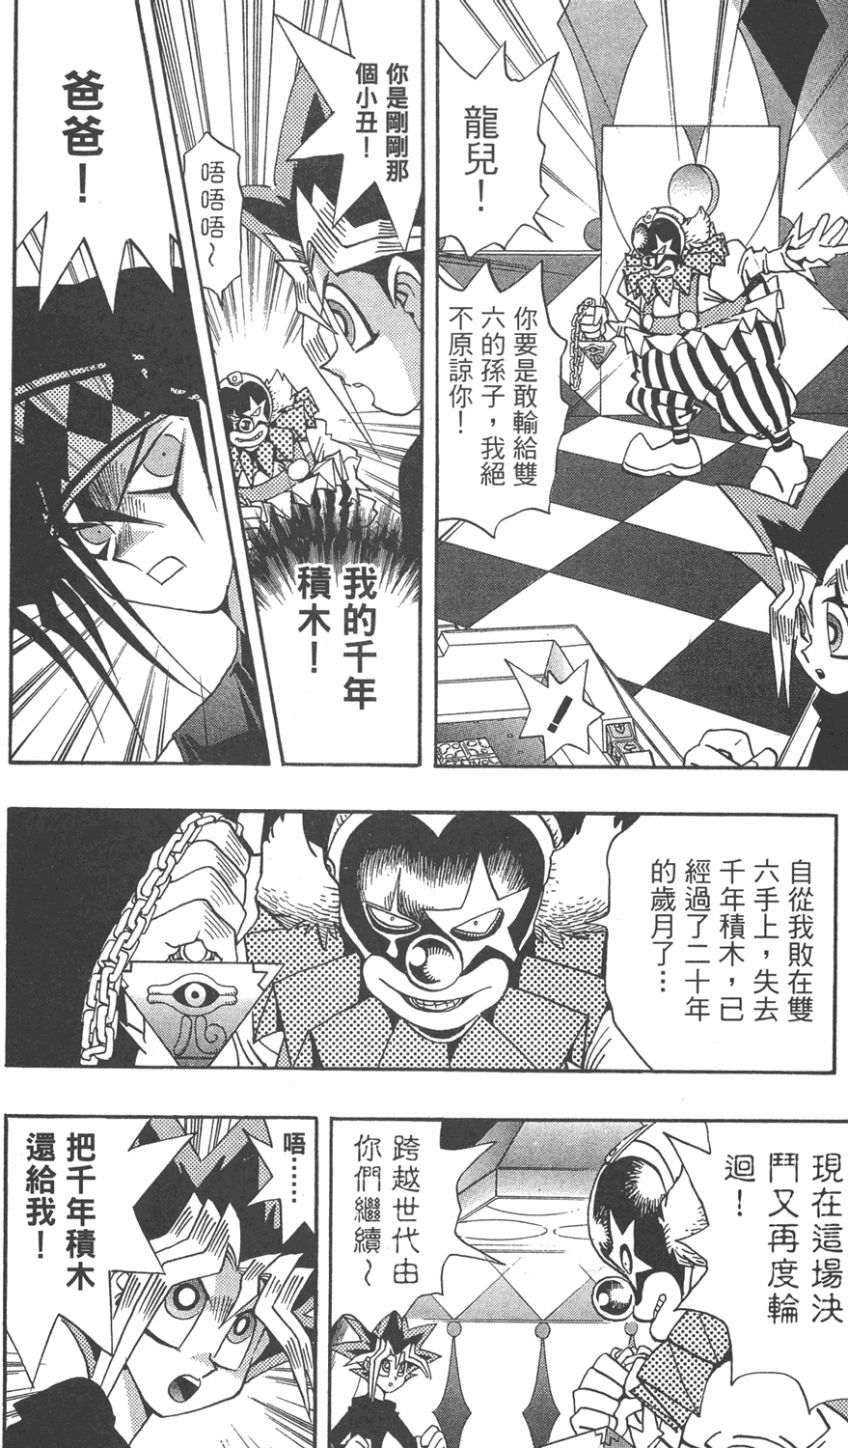 龍兒！
你要是敢輸給雙
六的孫子，我絕
不原諒你！
！
你是剛剛那
個小丑！
唔唔唔～
我的千年
積木！
爸爸！
自從我敗在雙
六手上，失去
千年積木，已
經過了二十年
的歲月了…
現在這場決
鬥又再度輪
迴！
跨越世代由
你們繼續～
唔……
把千年積木
還給我！